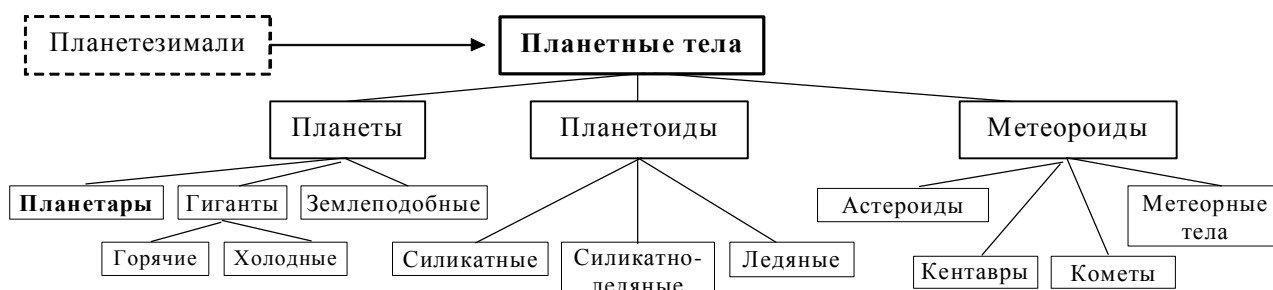 Планетезимали
Планетные тела
Планеты
Планетоиды
Метеороиды
Планетары
Гиганты
Землеподобные
Астероиды
Метеорные
тела
Горячие
Холодные
Силикатные
Силикатно-
ледяные
Ледяные
Кентавры
Кометы